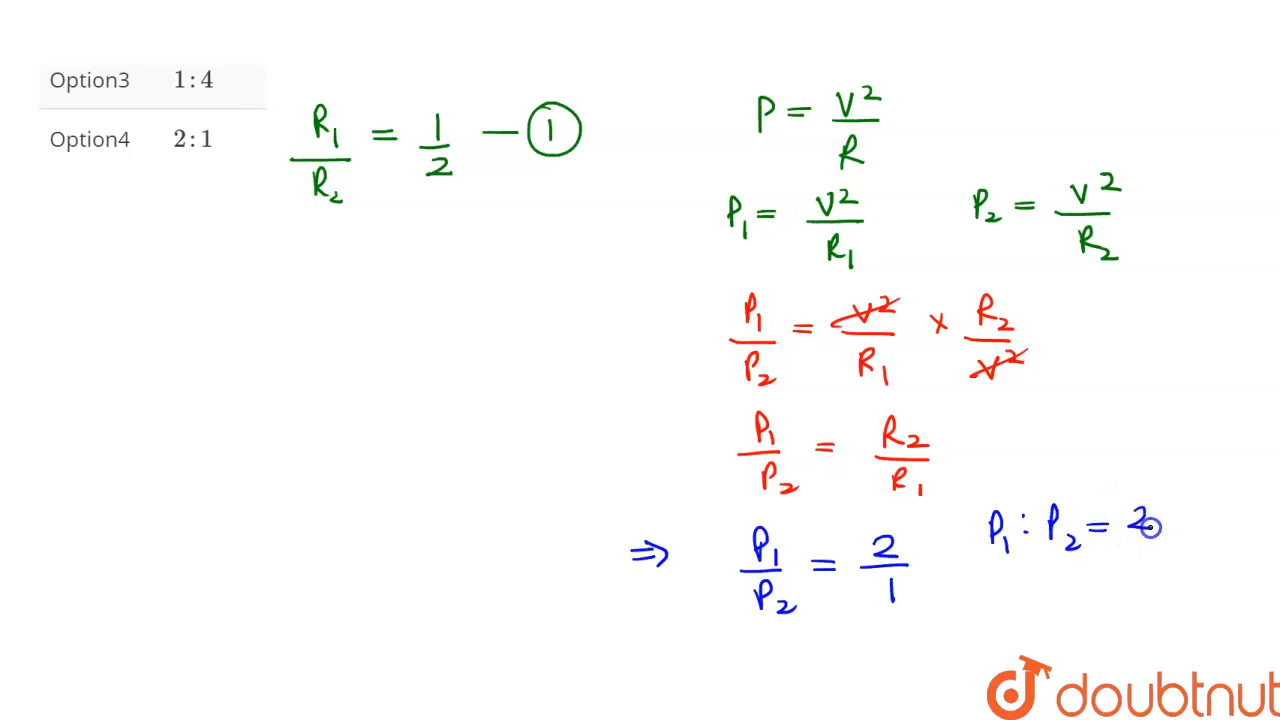 Option3 1 : 4
Option4 2 : 1
R₁/R₂ = 1/2 — ①
P = V²/R
P₁ = V²/R₁
P₂ = V²/R₂
P₁/P₂ = V²/R₁ × R₂/V²
P₁/P₂ = R₂/R₁
⇒ P₁/P₂ = 2/1
P₁ : P₂ = 2
doubtnut